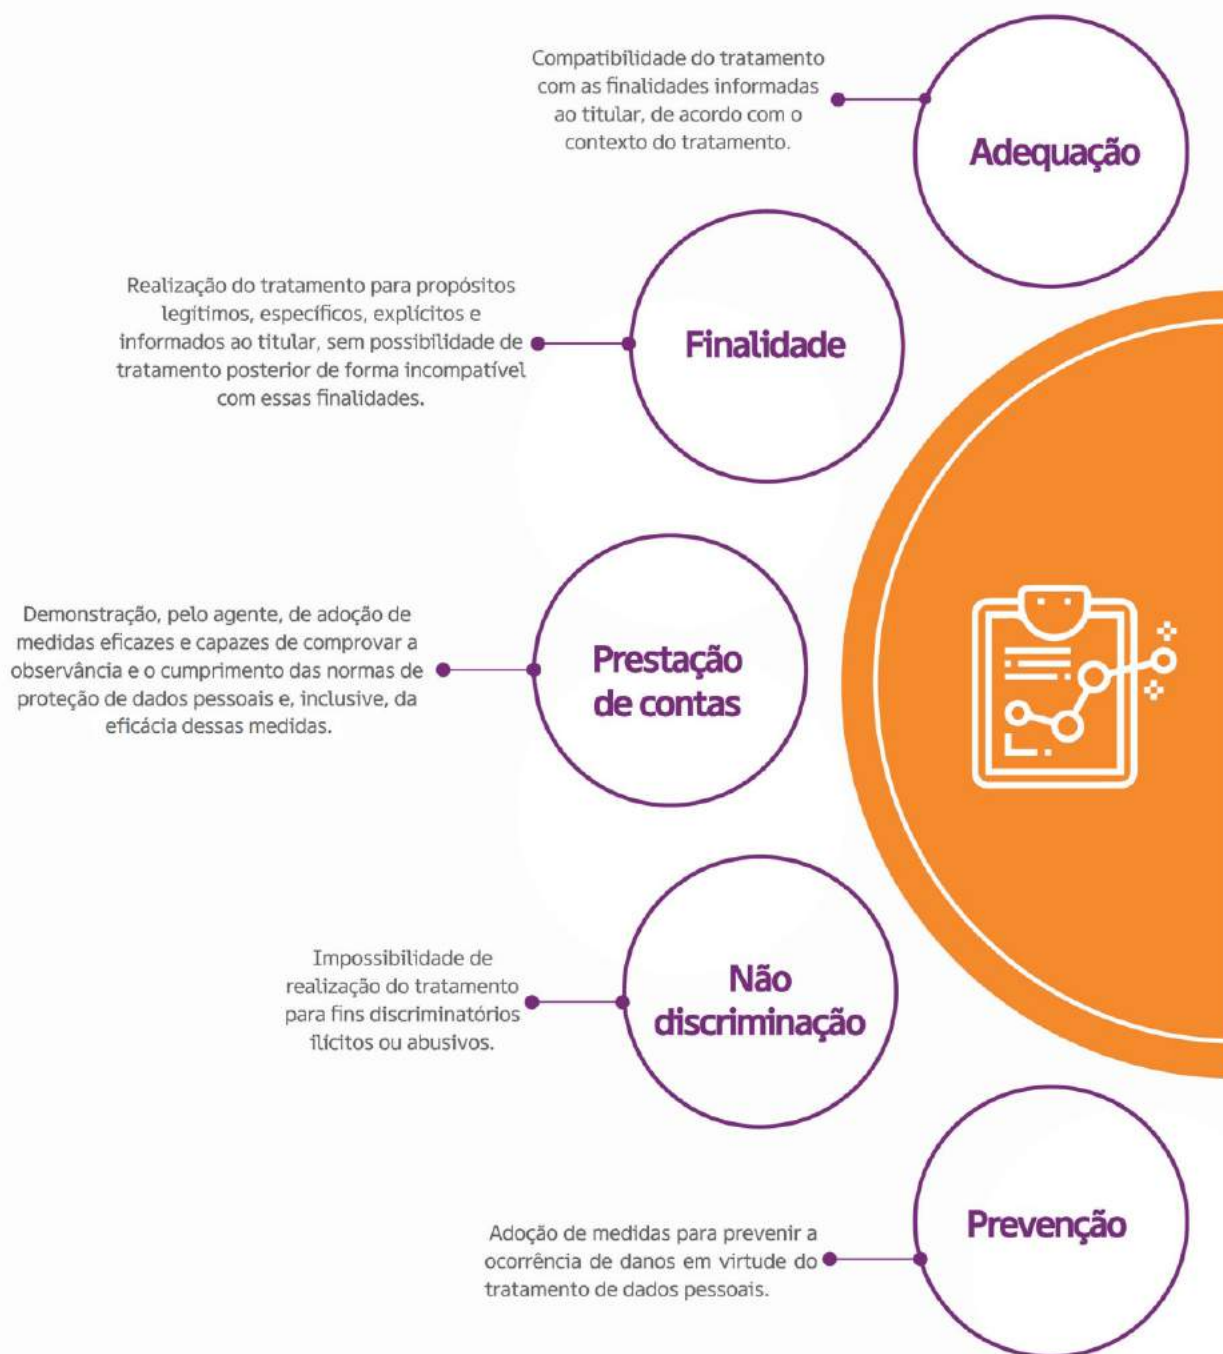 Compatibilidade do tratamento
com as finalidades informadas
ao titular, de acordo com o
contexto do tratamento.
Adequação
Realização do tratamento para propósitos
legítimos, específicos, explícitos e
informados ao titular, sem possibilidade de
tratamento posterior de forma incompatível
com essas finalidades.
Finalidade
Demonstração, pelo agente, de adoção de
medidas eficazes e capazes de comprovar a
observância e o cumprimento das normas de
proteção de dados pessoais e, inclusive, da
eficácia dessas medidas.
Prestação
de contas
Impossibilidade de
realização do tratamento
para fins discriminatórios
ilícitos ou abusivos.
Não
discriminação
Adoção de medidas para prevenir a
ocorrência de danos em virtude do
tratamento de dados pessoais.
Prevenção